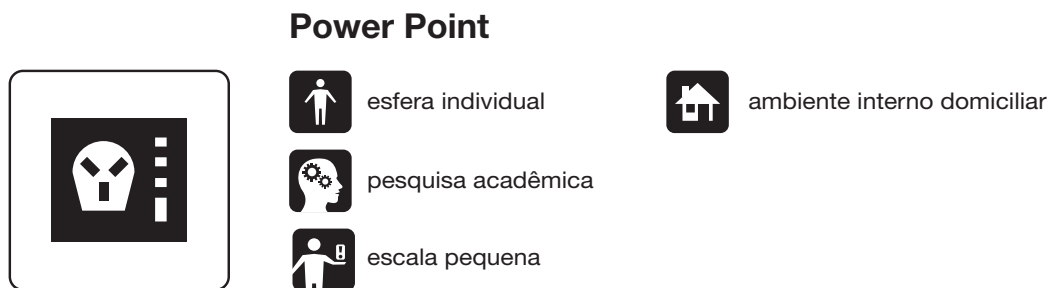 Power Point
esfera individual
ambiente interno domiciliar
pesquisa acadêmica
escala pequena